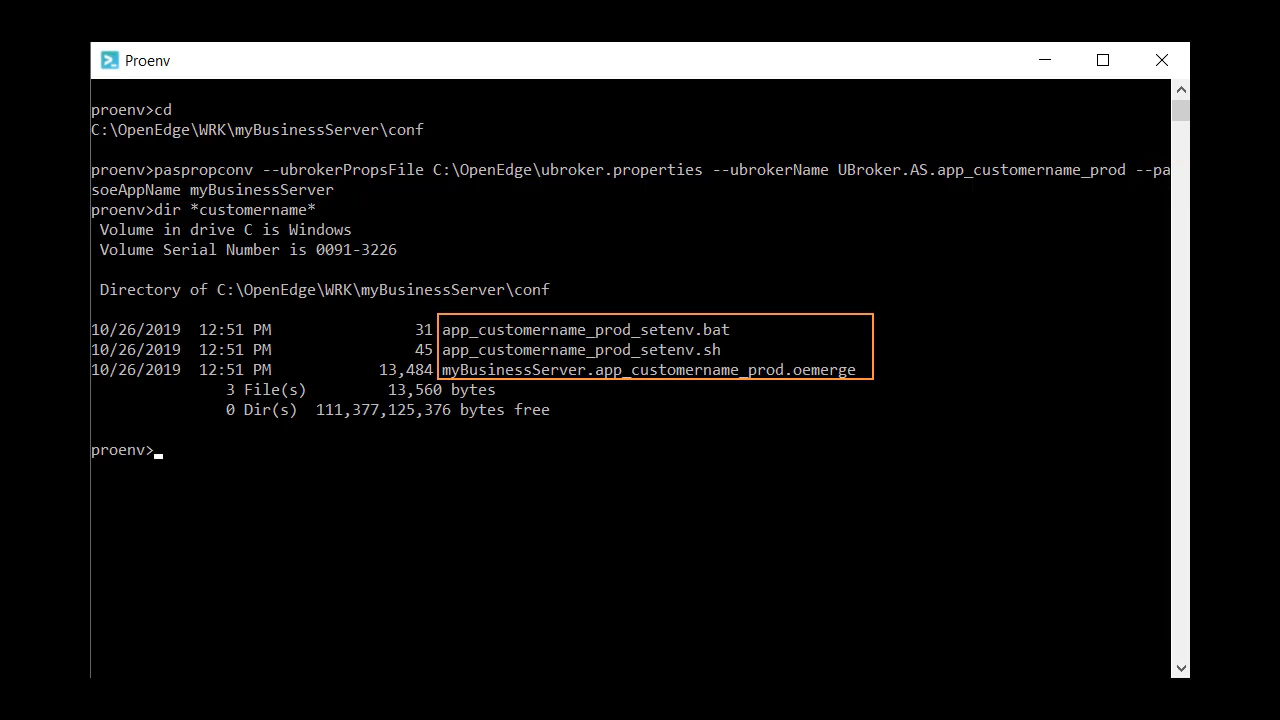 Proenv
proenv>cd
C:\OpenEdge\WRK\myBusinessServer\conf
proenv>paspropconv --ubrokerPropsFile C:\OpenEdge\ubroker.properties --ubrokerName UBroker.AS.app_customername_prod --pa
soeAppName myBusinessServer
proenv>dir *customername*
Volume in drive C is Windows
Volume Serial Number is 0091-3226
Directory of C:\OpenEdge\WRK\myBusinessServer\conf
10/26/2019  12:51 PM                31 app_customername_prod_setenv.bat
10/26/2019  12:51 PM                45 app_customername_prod_setenv.sh
10/26/2019  12:51 PM            13,484 myBusinessServer.app_customername_prod.oemerge
3 File(s)         13,560 bytes
0 Dir(s)  111,377,125,376 bytes free
proenv>